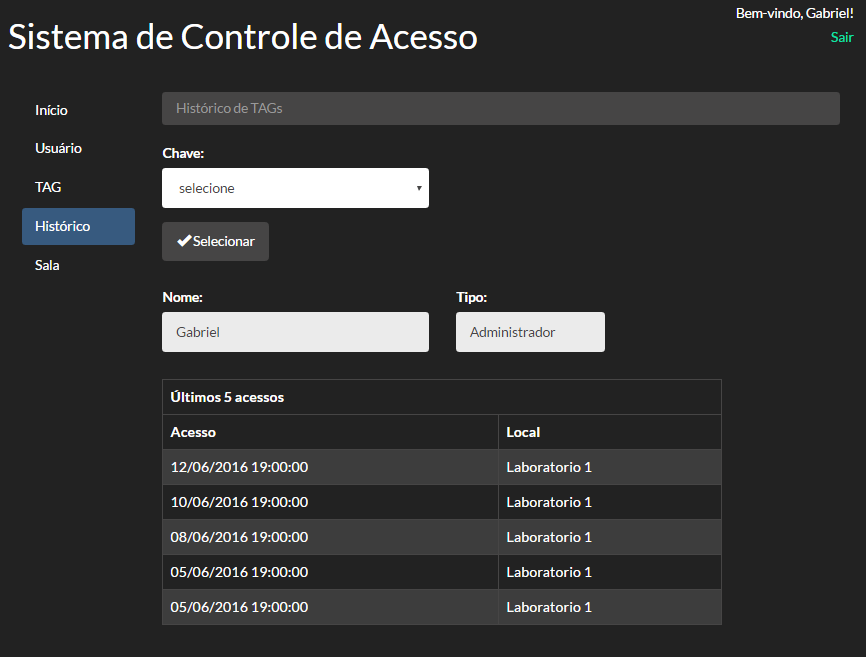 Bem-vindo, Gabriel!
Sistema de Controle de Acesso
Sair
Início
Usuário
TAG
Histórico
Sala
Histórico de TAGs
Chave:
selecione
Selecionar
Nome:
Tipo:
Gabriel
Administrador
Últimos 5 acessos
Acesso Local
12/06/2016 19:00:00 Laboratorio 1
10/06/2016 19:00:00 Laboratorio 1
08/06/2016 19:00:00 Laboratorio 1
05/06/2016 19:00:00 Laboratorio 1
05/06/2016 19:00:00 Laboratorio 1